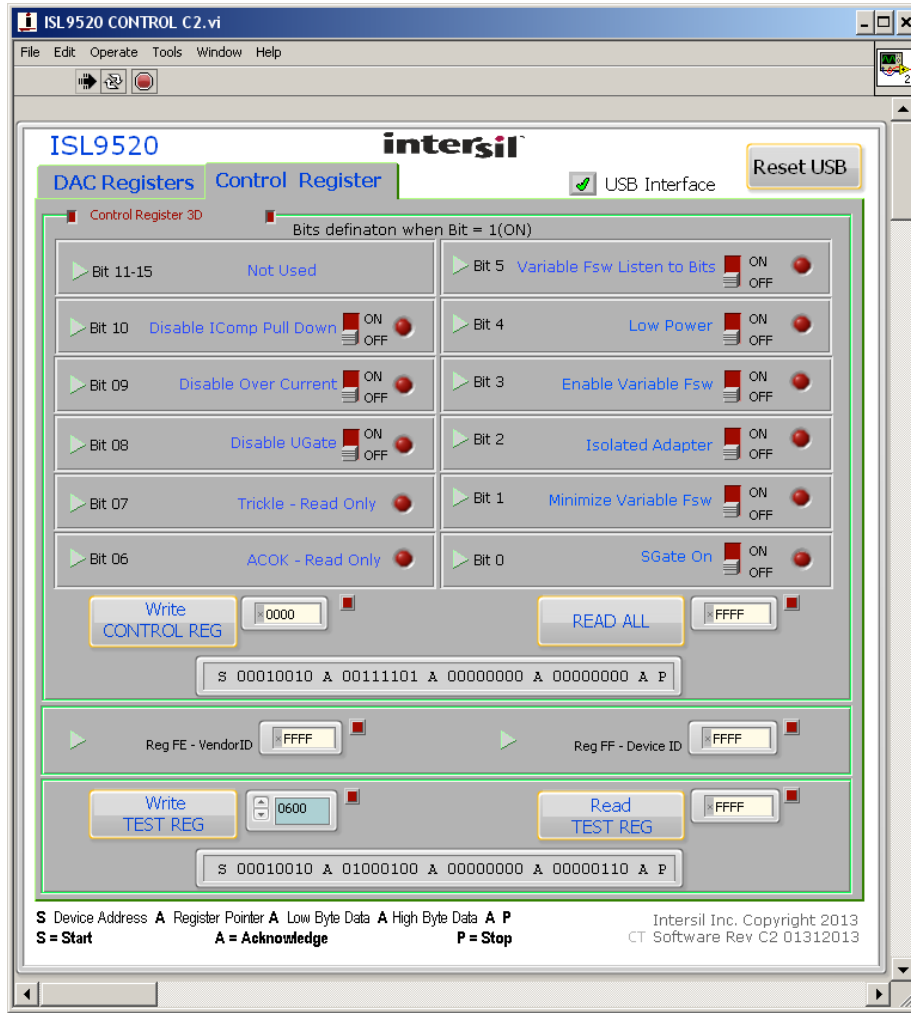 ISL9520 CONTROL C2.vi
File Edit Operate Tools Window Help
2
ISL9520
intersil
Reset USB
DAC Registers Control Register
USB Interface
Control Register 3D
Bits definaton when Bit = 1(ON)
Bit 11-15 Not Used
Bit 5 Variable Fsw Listen to Bits ON OFF
Bit 10 Disable IComp Pull Down ON OFF
Bit 4 Low Power ON OFF
Bit 09 Disable Over Current ON OFF
Bit 3 Enable Variable Fsw ON OFF
Bit 08 Disable UGate ON OFF
Bit 2 Isolated Adapter ON OFF
Bit 07 Trickle - Read Only
Bit 1 Minimize Variable Fsw ON OFF
Bit 06 ACOK - Read Only
Bit 0 SGate On ON OFF
Write
CONTROL REG
×0000
READ ALL
×FFFF
S 00010010 A 00111101 A 00000000 A 00000000 A P
Reg FE - VendorID ×FFFF
Reg FF - Device ID ×FFFF
Write
TEST REG
0600
Read
TEST REG
×FFFF
S 00010010 A 01000100 A 00000000 A 00000110 A P
S Device Address A Register Pointer A Low Byte Data A High Byte Data A P
S = Start A = Acknowledge P = Stop
Intersil Inc. Copyright 2013
CT Software Rev C2 01312013